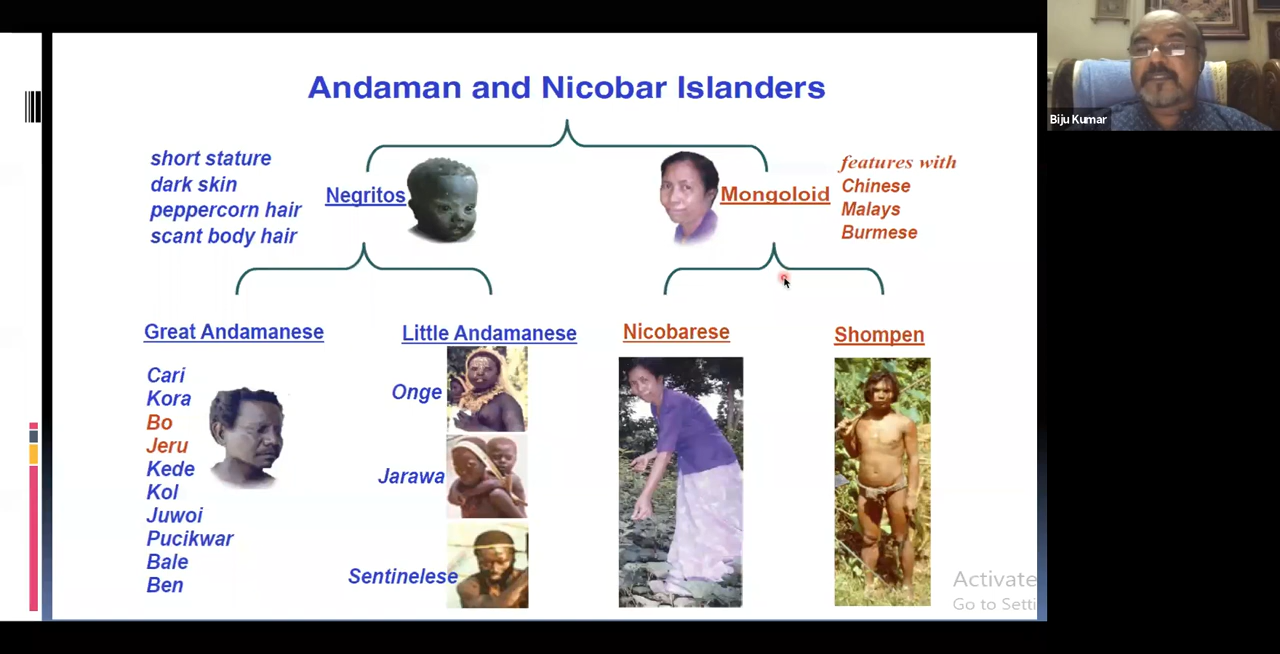 Andaman and Nicobar Islanders
short stature
dark skin
peppercorn hair
scant body hair
Negritos
Mongoloid
features with
Chinese
Malays
Burmese
Great Andamanese
Cari
Kora
Bo
Jeru
Kede
Kol
Juwoi
Pucikwar
Bale
Ben
Little Andamanese
Onge
Jarawa
Sentinelese
Nicobarese
Shompen
Activate
Go to Setti
Biju Kumar